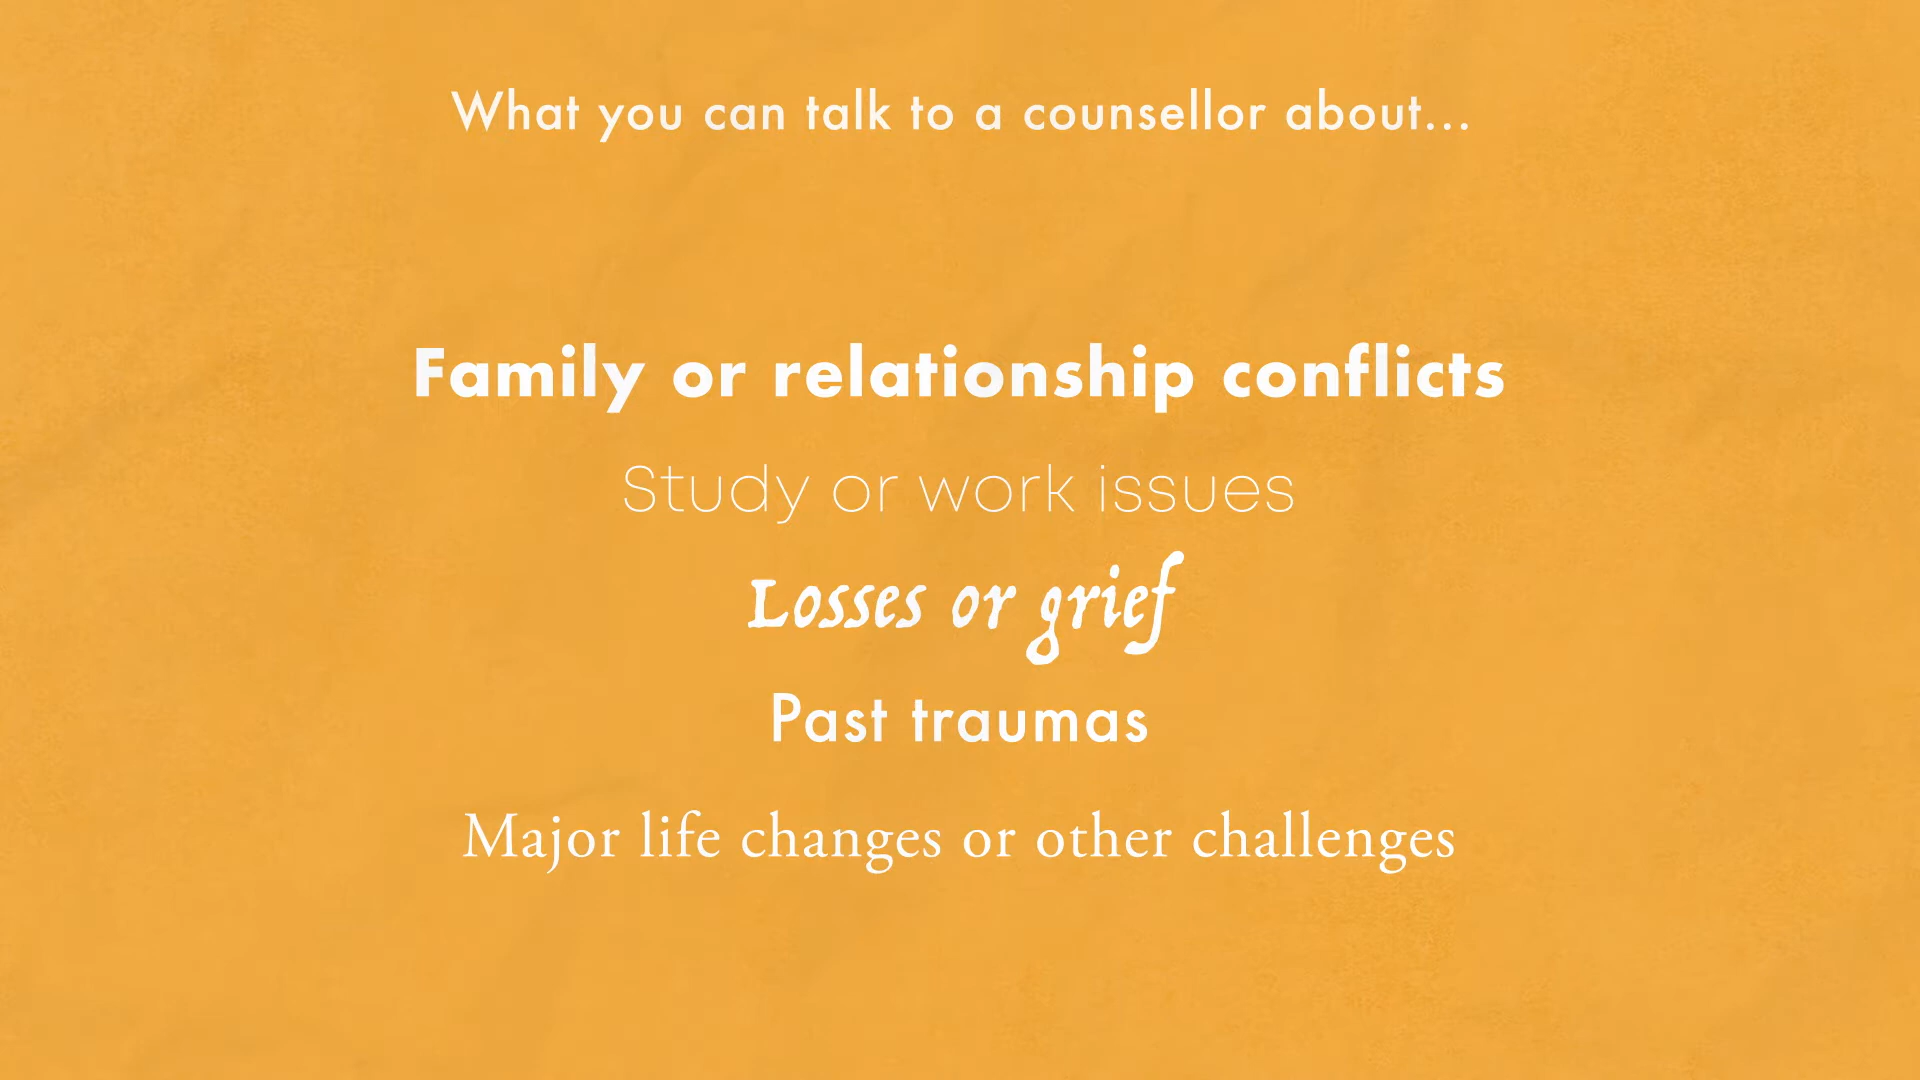 What you can talk to a counsellor about...
Family or relationship conflicts
Study or work issues
Losses or grief
Past traumas
Major life changes or other challenges